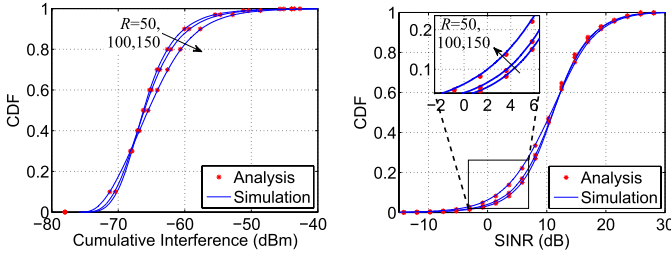 1
0.8
0.6
0.4
0.2
0
CDF
R=50,
100,150
Analysis
Simulation
−80 −70 −60 −50 −40
Cumulative Interference (dBm)
1
0.8
0.6
0.4
0.2
0
CDF
R=50,
100,150
0.2
0.1
−2 0 2 4 6
Analysis
Simulation
−10 0 10 20 30
SINR (dB)